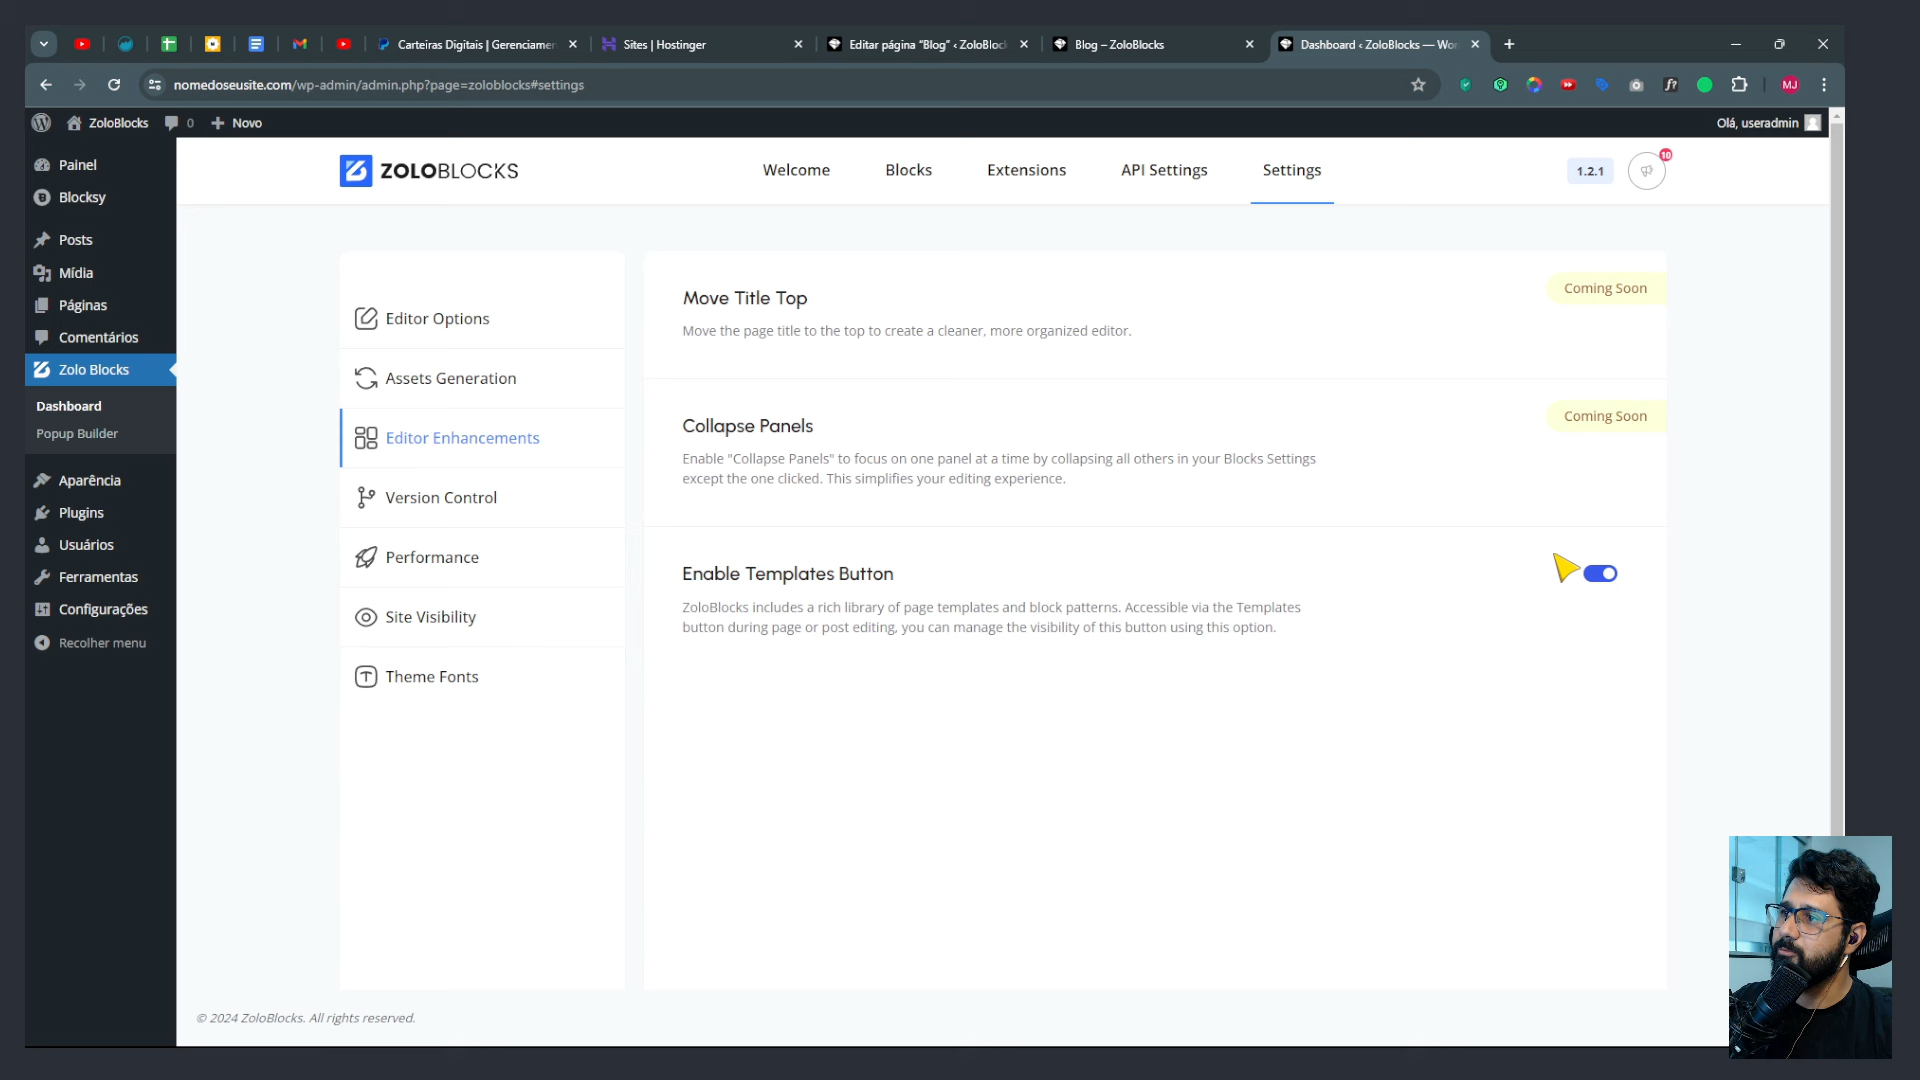 Carteiras Digitais | Gerenciamen
Sites | Hostinger
Editar página “Blog” ‹ ZoloBloc
Blog – ZoloBlocks
Dashboard ‹ ZoloBlocks — Wor
nomedoseusite.com/wp-admin/admin.php?page=zoloblocks#settings
f?
MJ
ZoloBlocks
0
Novo
Olá, useradmin
Painel
Blocksy
Posts
Mídia
Páginas
Comentários
Zolo Blocks
Dashboard
Popup Builder
Aparência
Plugins
Usuários
Ferramentas
Configurações
Recolher menu
ZOLOBLOCKS
Welcome
Blocks
Extensions
API Settings
Settings
1.2.1
10
Editor Options
Assets Generation
Editor Enhancements
Version Control
Performance
Site Visibility
Theme Fonts
Move Title Top
Coming Soon
Move the page title to the top to create a cleaner, more organized editor.
Collapse Panels
Coming Soon
Enable "Collapse Panels" to focus on one panel at a time by collapsing all others in your Blocks Settings
except the one clicked. This simplifies your editing experience.
Enable Templates Button
ZoloBlocks includes a rich library of page templates and block patterns. Accessible via the Templates
button during page or post editing, you can manage the visibility of this button using this option.
© 2024 ZoloBlocks. All rights reserved.